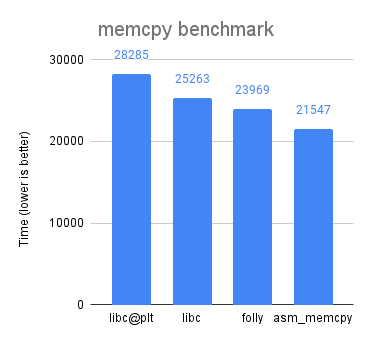 memcpy benchmark
28285
25263
23969
21547
30000
20000
10000
0
Time (lower is better)
libc@plt
libc
folly
asm_memcpy